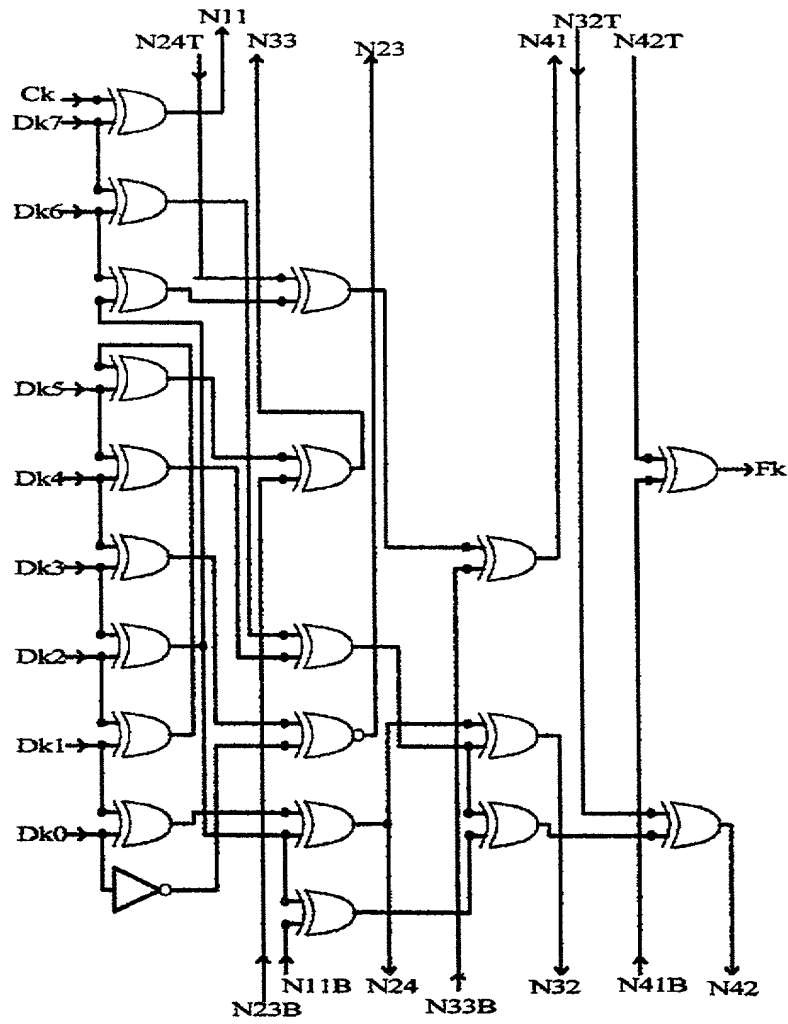 N11 N32T
N24T N33 N23 N41 N42T
Ck
Dk7
Dk6
Dk5
Dk4
Fk
Dk3
Dk2
Dk1
Dk0
N11B N24 N32 N41B N42
N23B N33B